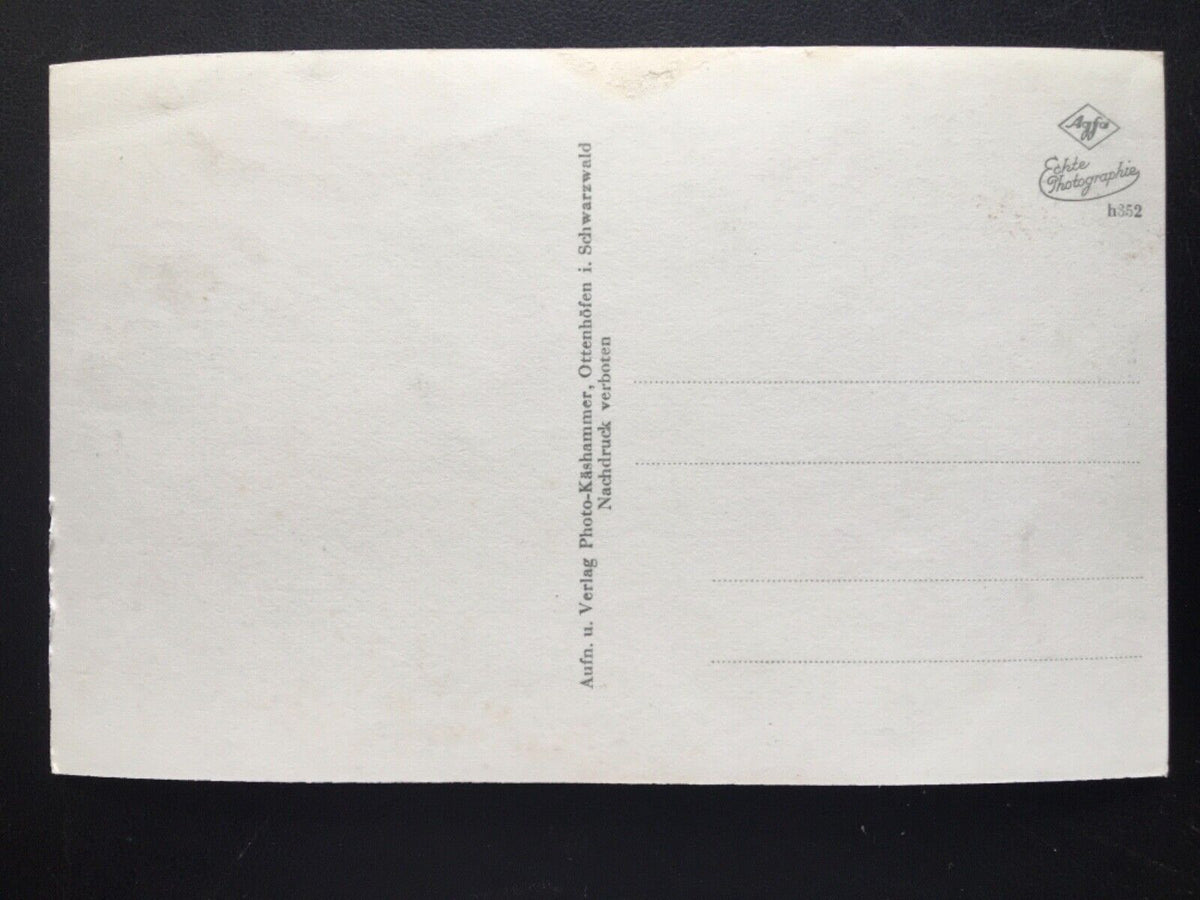 Aufn. u. Verlag Photo-Käshammer, Ottenhöfen i. Schwarzwald
Nachdruck verboten
Agfa
Echte
Photographie
h352